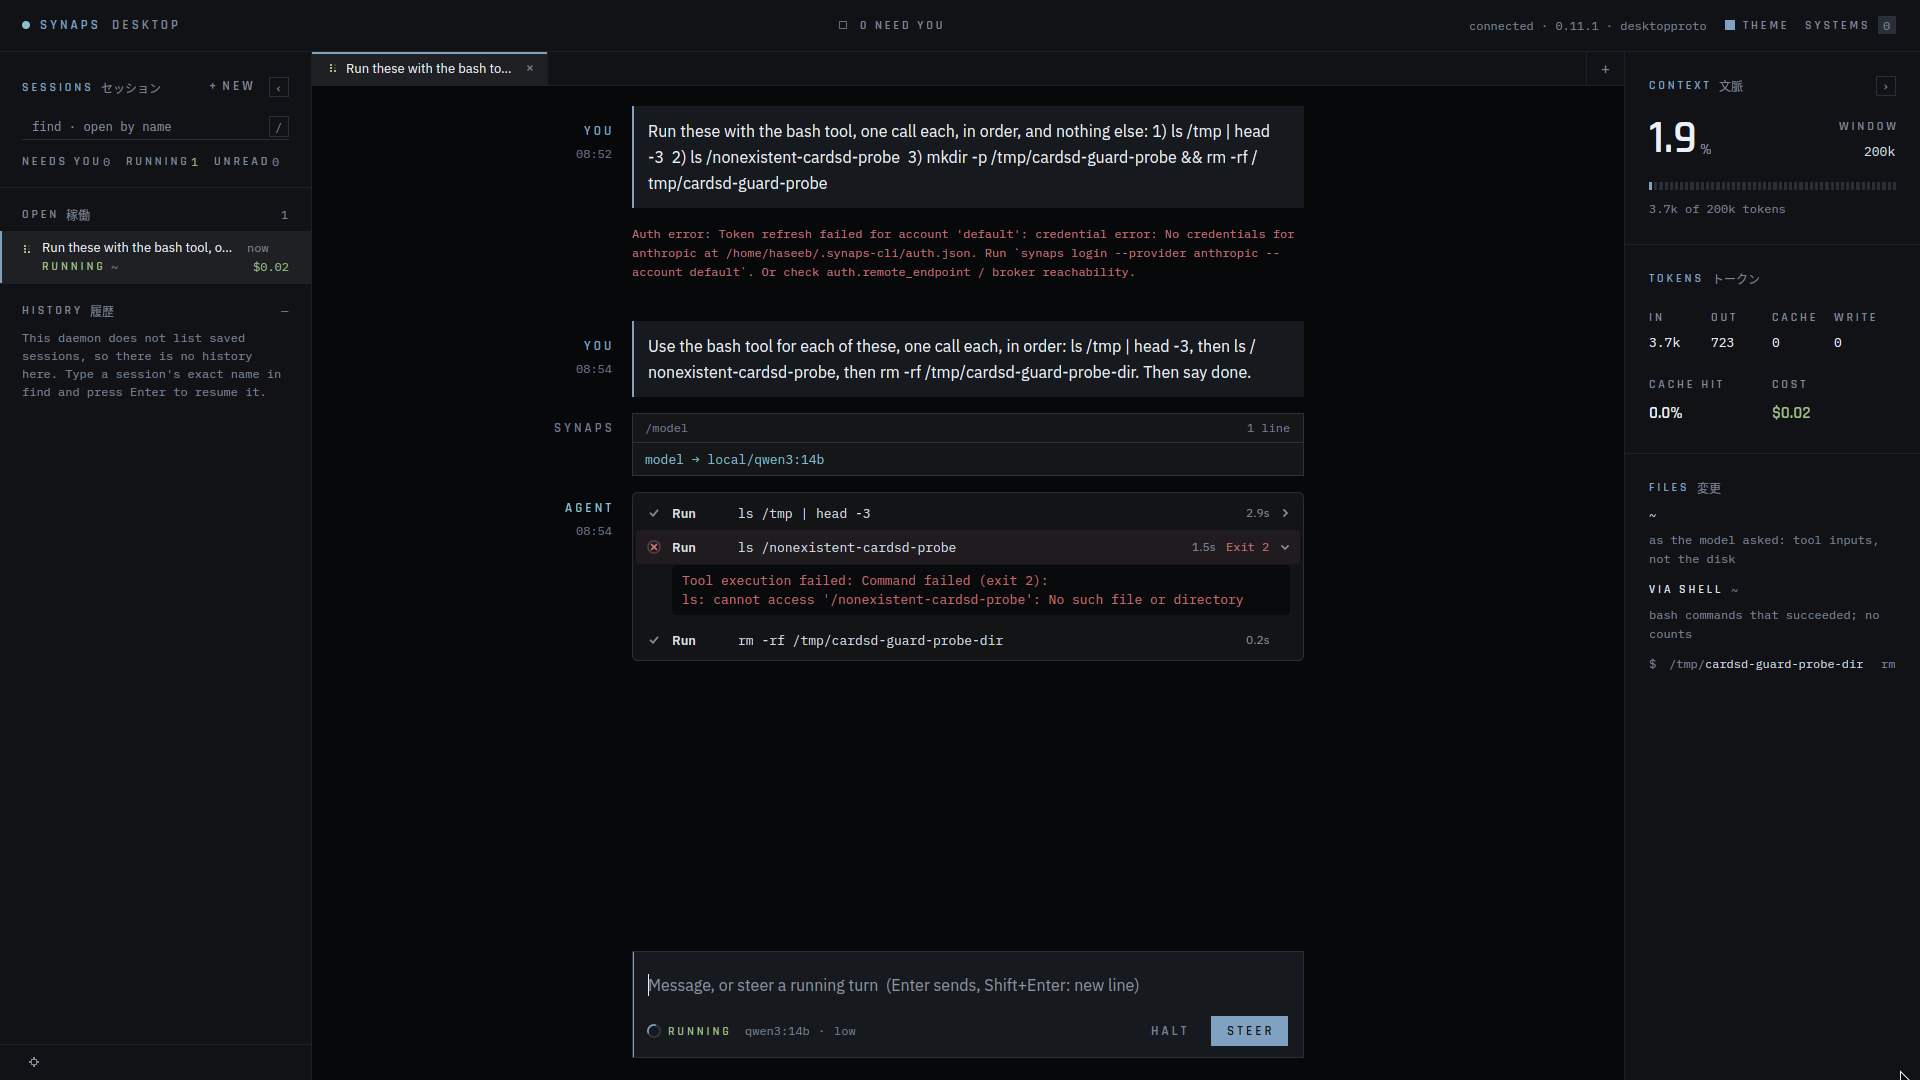 SYNAPS DESKTOP
0 NEED YOU
connected · 0.11.1 · desktopproto THEME SYSTEMS 0
SESSIONS セッション + NEW ‹
find · open by name /
NEEDS YOU 0 RUNNING 1 UNREAD 0
OPEN 稼働 1
Run these with the bash tool, o... now
RUNNING ~ $0.02
HISTORY 履歴 —
This daemon does not list saved
sessions, so there is no history
here. Type a session's exact name in
find and press Enter to resume it.
Run these with the bash to... × +
YOU
08:52
Run these with the bash tool, one call each, in order, and nothing else: 1) ls /tmp | head
-3 2) ls /nonexistent-cardsd-probe 3) mkdir -p /tmp/cardsd-guard-probe && rm -rf /
tmp/cardsd-guard-probe
Auth error: Token refresh failed for account 'default': credential error: No credentials for
anthropic at /home/haseeb/.synaps-cli/auth.json. Run `synaps login --provider anthropic --
account default`. Or check auth.remote_endpoint / broker reachability.
YOU
08:54
Use the bash tool for each of these, one call each, in order: ls /tmp | head -3, then ls /
nonexistent-cardsd-probe, then rm -rf /tmp/cardsd-guard-probe-dir. Then say done.
SYNAPS
/model 1 line
model → local/qwen3:14b
AGENT
08:54
Run ls /tmp | head -3 2.9s ›
Run ls /nonexistent-cardsd-probe 1.5s Exit 2
Tool execution failed: Command failed (exit 2):
ls: cannot access '/nonexistent-cardsd-probe': No such file or directory
Run rm -rf /tmp/cardsd-guard-probe-dir 0.2s
Message, or steer a running turn (Enter sends, Shift+Enter: new line)
RUNNING qwen3:14b · low HALT STEER
CONTEXT 文脈 ›
1.9 % WINDOW
200k
3.7k of 200k tokens
TOKENS トークン
IN OUT CACHE WRITE
3.7k 723 0 0
CACHE HIT COST
0.0% $0.02
FILES 変更
~
as the model asked: tool inputs,
not the disk
VIA SHELL ~
bash commands that succeeded; no
counts
$ /tmp/cardsd-guard-probe-dir rm